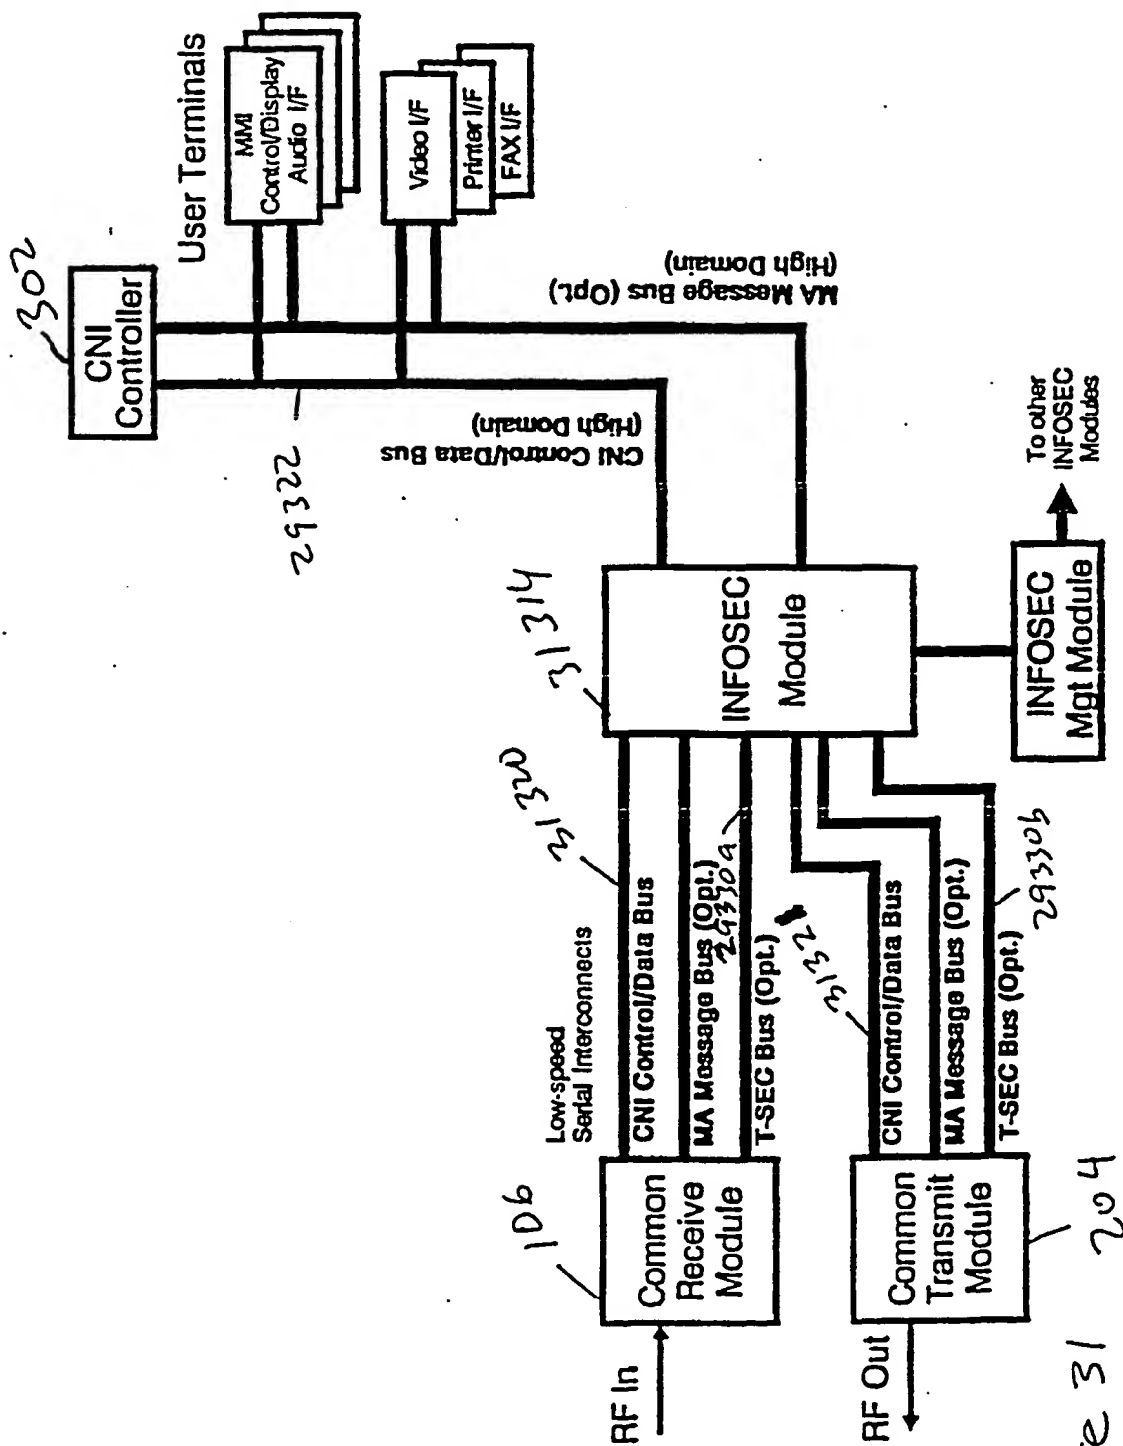 User Terminals
MMI
Control/Display
Audio I/F
Video I/F
Printer I/F
FAX I/F
302
CNI
Controller
MA Message Bus (Opt.)
(High Domain)
CNI Control/Data Bus
(High Domain)
29322
To other
INFOSEC
Modules
31314
INFOSEC
Module
INFOSEC
Mgt Module
31320
Low-speed
Serial Interconnects
CNI Control/Data Bus
MA Message Bus (Opt.)
29330a
T-SEC Bus (Opt.)
CNI Control/Data Bus
MA Message Bus (Opt.)
T-SEC Bus (Opt.)
29330b
106
Common
Receive
Module
Common
Transmit
Module
204
RF In
RF Out
e 31